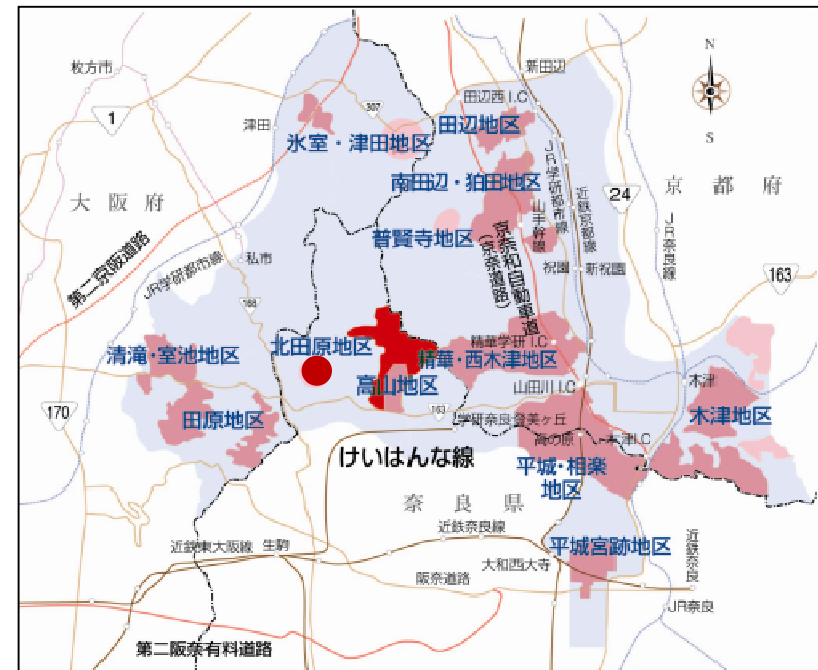 枚方市
新田辺
N
田辺西I.C
307
1
津田
田辺地区
氷室・津田地区
S
南田辺・狛田地区
JR学研都市線
京都府
大阪府
24
近鉄京都線
山手幹線
JR奈良線
普賢寺地区
京奈和自動車道
(京奈道路)
第二京阪道路
私市
JR学研都市線
祝園
新祝園
163
168
精華学研I.C
清滝・室池地区
北田原地区
精華・西木津地区
高山地区
山田川I.C
木津
170
田原地区
163
木津地区
学研奈良登美ヶ丘
高の原
木津I.C
けいはんな線
平城・相楽
地区
奈良県
近鉄奈良線
近鉄東大阪線
生駒
平城宮跡地区
近鉄奈良
大和西大寺
阪奈道路
JR奈良
第二阪奈有料道路